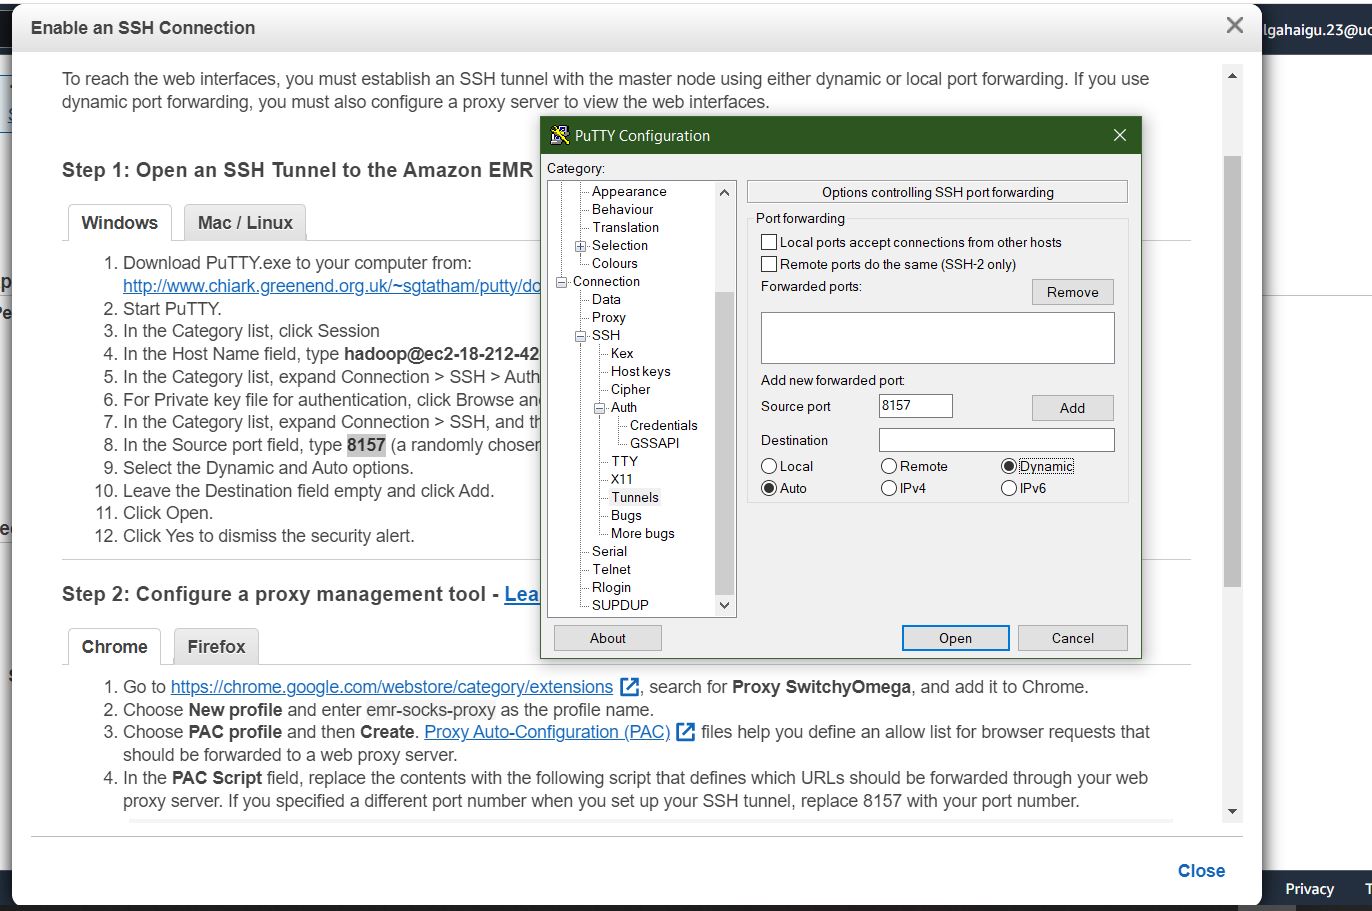 Enable an SSH Connection
lgahaigu.23@uc
To reach the web interfaces, you must establish an SSH tunnel with the master node using either dynamic or local port forwarding. If you use
dynamic port forwarding, you must also configure a proxy server to view the web interfaces.
Step 1: Open an SSH Tunnel to the Amazon EMR
Windows
Mac / Linux
1. Download PuTTY.exe to your computer from:
http://www.chiark.greenend.org.uk/~sgtatham/putty/do
2. Start PuTTY.
3. In the Category list, click Session
4. In the Host Name field, type hadoop@ec2-18-212-42
5. In the Category list, expand Connection > SSH > Auth
6. For Private key file for authentication, click Browse an
7. In the Category list, expand Connection > SSH, and th
8. In the Source port field, type 8157 (a randomly chosen
9. Select the Dynamic and Auto options.
10. Leave the Destination field empty and click Add.
11. Click Open.
12. Click Yes to dismiss the security alert.
Step 2: Configure a proxy management tool - Lea
Chrome
Firefox
1. Go to https://chrome.google.com/webstore/category/extensions , search for Proxy SwitchyOmega, and add it to Chrome.
2. Choose New profile and enter emr-socks-proxy as the profile name.
3. Choose PAC profile and then Create. Proxy Auto-Configuration (PAC) files help you define an allow list for browser requests that
should be forwarded to a web proxy server.
4. In the PAC Script field, replace the contents with the following script that defines which URLs should be forwarded through your web
proxy server. If you specified a different port number when you set up your SSH tunnel, replace 8157 with your port number.
Close
Privacy
PuTTY Configuration
Category:
Appearance
Behaviour
Translation
Selection
Colours
Connection
Data
Proxy
SSH
Kex
Host keys
Cipher
Auth
Credentials
GSSAPI
TTY
X11
Tunnels
Bugs
More bugs
Serial
Telnet
Rlogin
SUPDUP
Options controlling SSH port forwarding
Port forwarding
Local ports accept connections from other hosts
Remote ports do the same (SSH-2 only)
Forwarded ports:
Remove
Add new forwarded port:
Source port 8157 Add
Destination
Local Remote Dynamic
Auto IPv4 IPv6
About
Open
Cancel